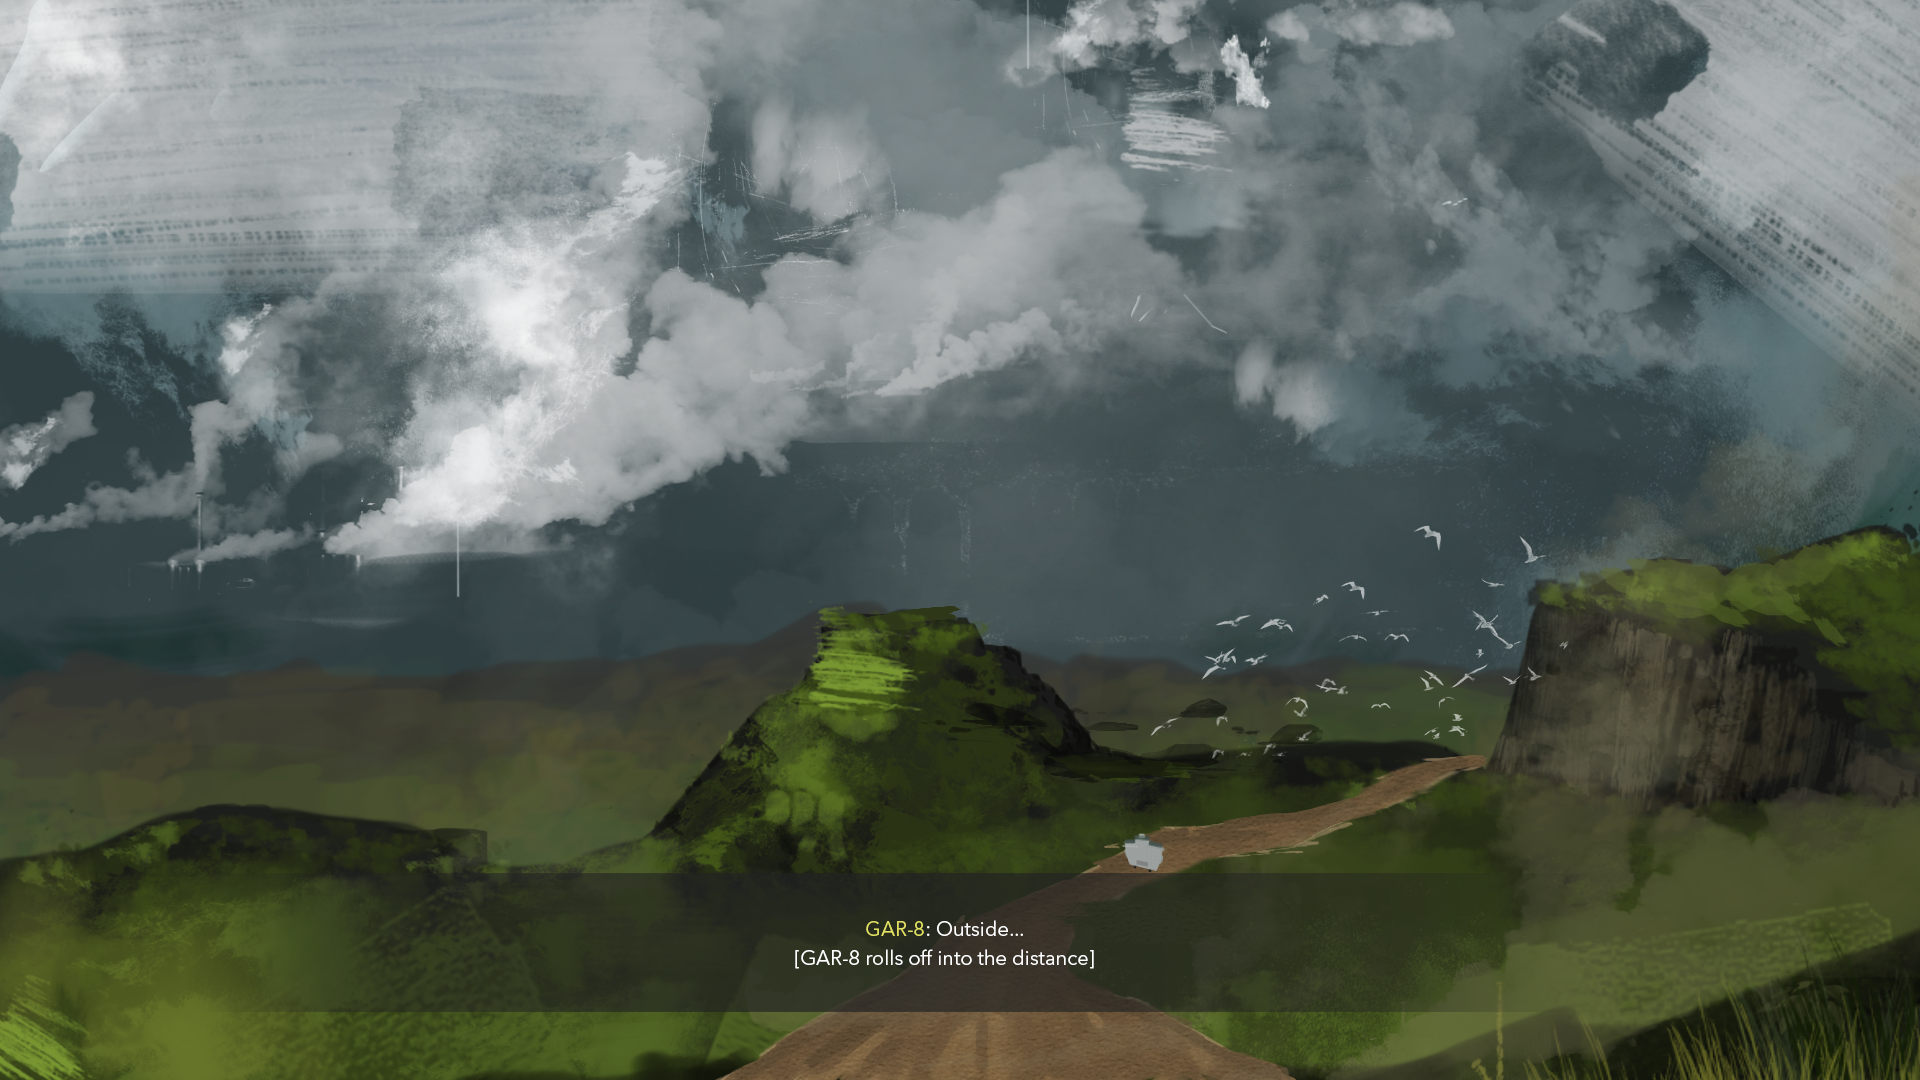 GAR-8: Outside...
[GAR-8 rolls off into the distance]